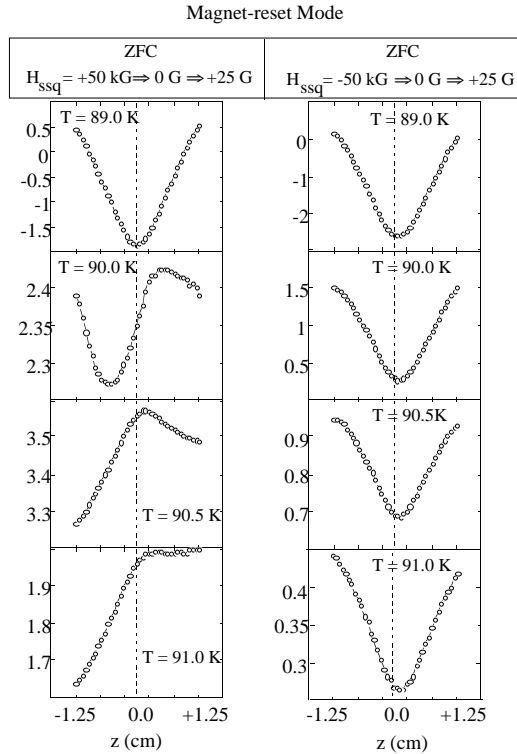 Magnet-reset Mode
ZFC
H_ssq = +50 kG ⇒ 0 G ⇒ +25 G
ZFC
H_ssq = -50 kG ⇒ 0 G ⇒ +25 G
T = 89.0 K
0.5
0
-0.5
-1
-1.5
T = 90.0 K
2.4
2.35
2.3
3.5
3.4
3.3
T = 90.5 K
1.9
1.8
1.7
T = 91.0 K
-1.25 0.0 +1.25
z (cm)
T = 89.0 K
0
-1
-2
T = 90.0 K
1.5
1
0.5
T = 90.5K
0.9
0.8
0.7
T = 91.0 K
0.4
0.35
0.3
-1.25 0.0 +1.25
z (cm)